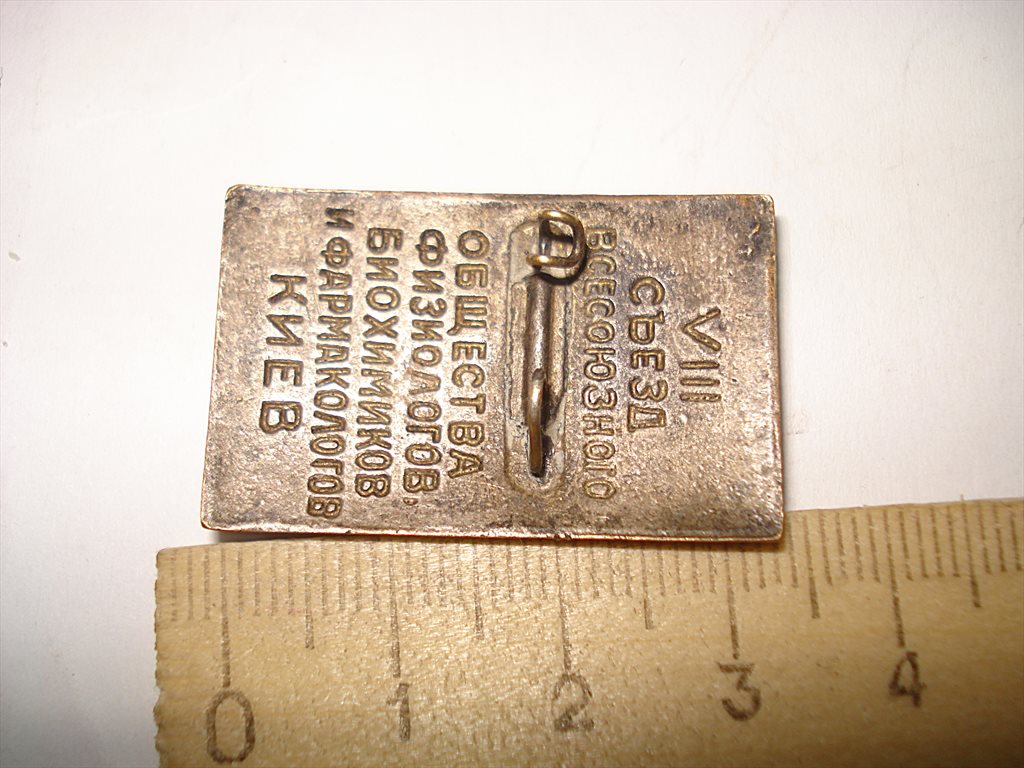 VIII
СЪЕЗД
ВСЕСОЮЗНОГО
ОБЩЕСТВА
ФИЗИОЛОГОВ,
БИОХИМИКОВ
И ФАРМАКОЛОГОВ
КИЕВ
0 1 2 3 4